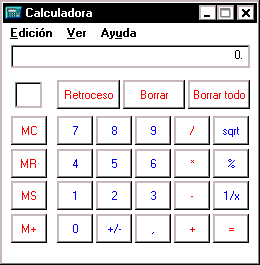 Calculadora
Edición Ver Ayuda
0.
Retroceso Borrar Borrar todo
MC 7 8 9 / sqrt
MR 4 5 6 * %
MS 1 2 3 - 1/x
M+ 0 +/- , + =